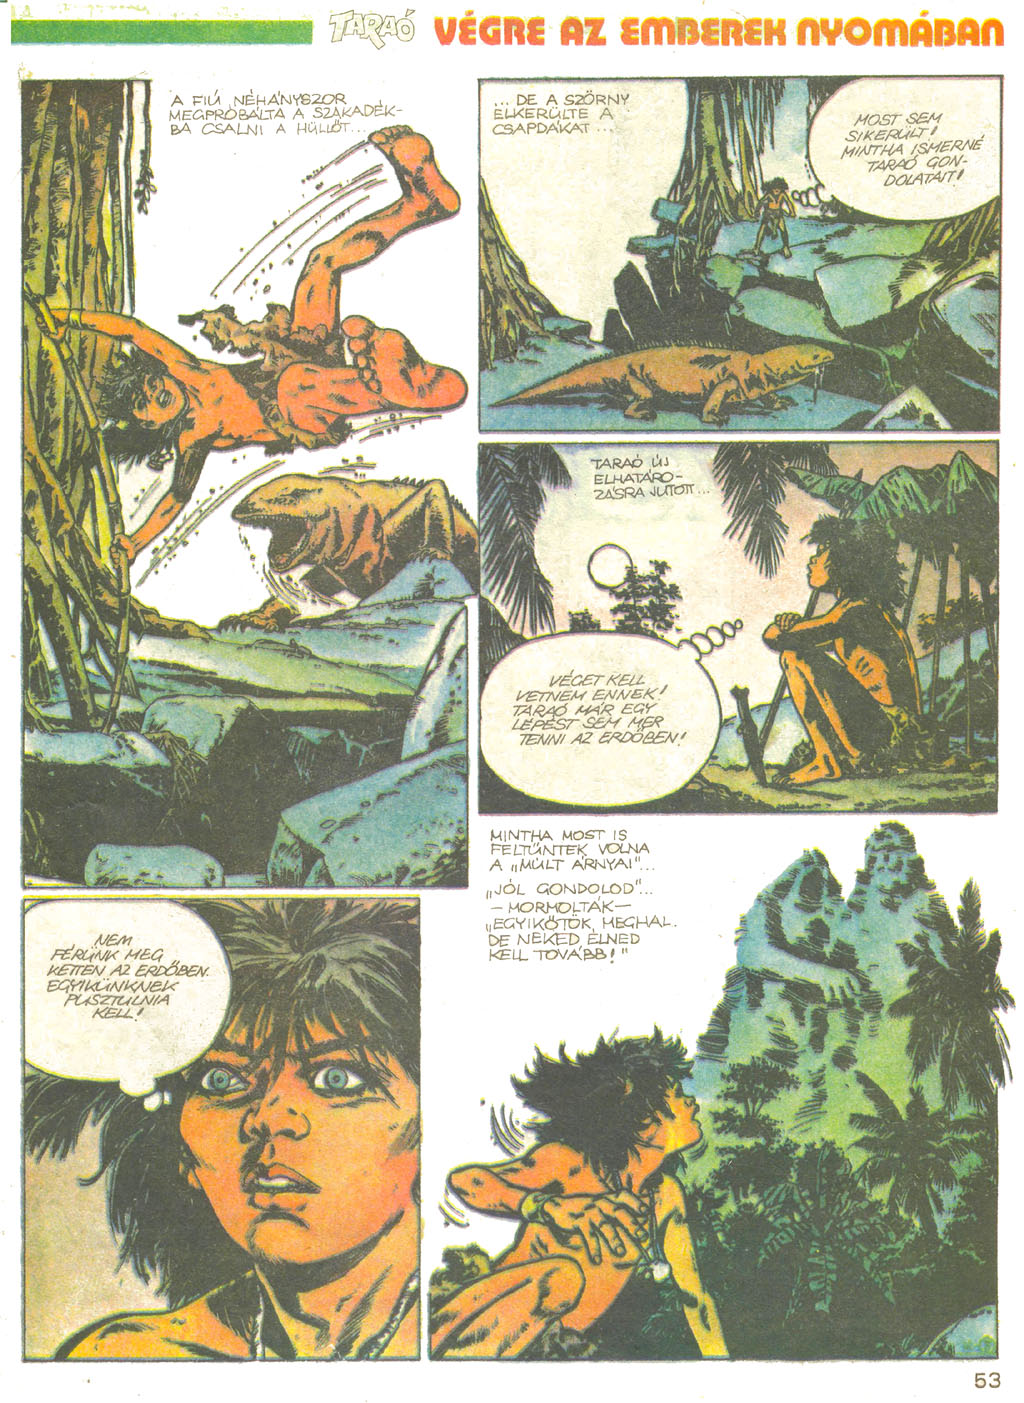 TARAÓ VÉGRE AZ EMBEREK NYOMÁBAN
A FIÚ NÉHÁNYSZOR
MEGPRÓBÁLTA A SZAKADÉK-
BA CSALNI A HÜLLŐT...
... DE A SZÖRNY
ELKERÜLTE A
CSAPDÁKAT ...
MOST SEM
SIKERÜLT!
MINTHA ISMERNÉ
TARAÓ GON-
DOLATAIT!
TARAÓ ÚJ
ELHATÁRO-
ZÁSRA JUTOTT...
VÉGET KELL
VETNEM ENNEK!
TARAÓ MÁR EGY
LÉPÉST SEM MER
TENNI AZ ERDŐBEN!
NEM
FÉRÜNK MEG
KETTEN AZ ERDŐBEN.
EGYIKÜNKNEK
PUSZTULNIA
KELL!
MINTHA MOST IS
FELTŰNTEK VOLNA
A „MÚLT ÁRNYAI"...
„JÓL GONDOLOD"...
— MORMOLTÁK —
„EGYIKŐTÖK MEGHAL.
DE NEKED ÉLNED
KELL TOVÁBB!"
53